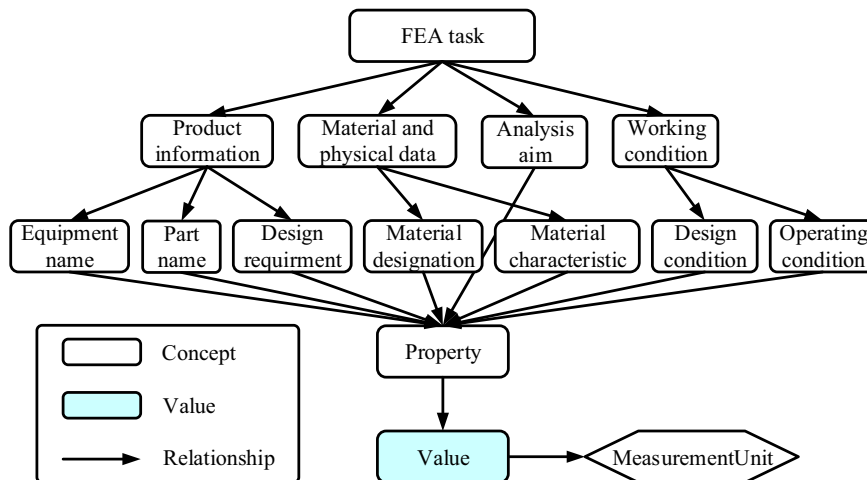 FEA task
Product
information
Material and
physical data
Analysis
aim
Working
condition
Equipment
name
Part
name
Design
requirment
Material
designation
Material
characteristic
Design
condition
Operating
condition
Concept
Value
Relationship
Property
Value
MeasurementUnit